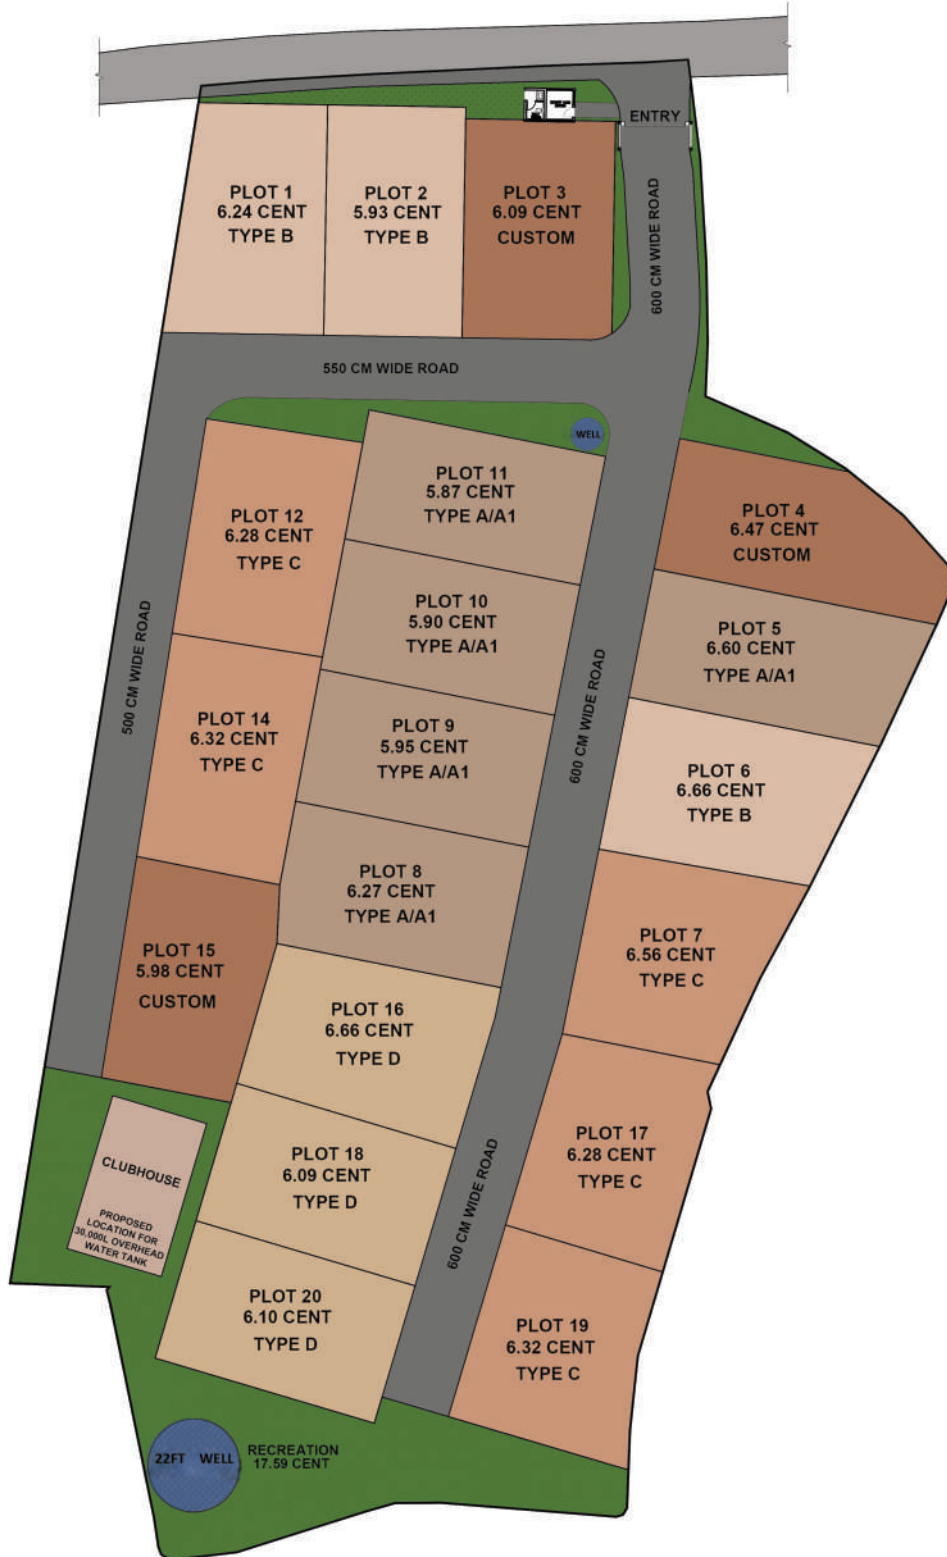 ENTRY
PLOT 1
6.24 CENT
TYPE B
PLOT 2
5.93 CENT
TYPE B
PLOT 3
6.09 CENT
CUSTOM
600 CM WIDE ROAD
550 CM WIDE ROAD
WELL
PLOT 11
5.87 CENT
TYPE A/A1
PLOT 12
6.28 CENT
TYPE C
PLOT 4
6.47 CENT
CUSTOM
PLOT 10
5.90 CENT
TYPE A/A1
PLOT 5
6.60 CENT
TYPE A/A1
500 CM WIDE ROAD
600 CM WIDE ROAD
PLOT 14
6.32 CENT
TYPE C
PLOT 9
5.95 CENT
TYPE A/A1
PLOT 6
6.66 CENT
TYPE B
PLOT 8
6.27 CENT
TYPE A/A1
PLOT 7
6.56 CENT
TYPE C
PLOT 15
5.98 CENT
CUSTOM
PLOT 16
6.66 CENT
TYPE D
PLOT 17
6.28 CENT
TYPE C
PLOT 18
6.09 CENT
TYPE D
600 CM WIDE ROAD
CLUBHOUSE
PROPOSED
LOCATION FOR
30,000L OVERHEAD
WATER TANK
PLOT 20
6.10 CENT
TYPE D
PLOT 19
6.32 CENT
TYPE C
22FT WELL
RECREATION
17.59 CENT